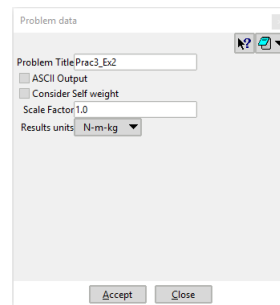 Problem data
Problem Title Prac3_Ex2
ASCII Output
Consider Self weight
Scale Factor 1.0
Results units N-m-kg
Accept Close